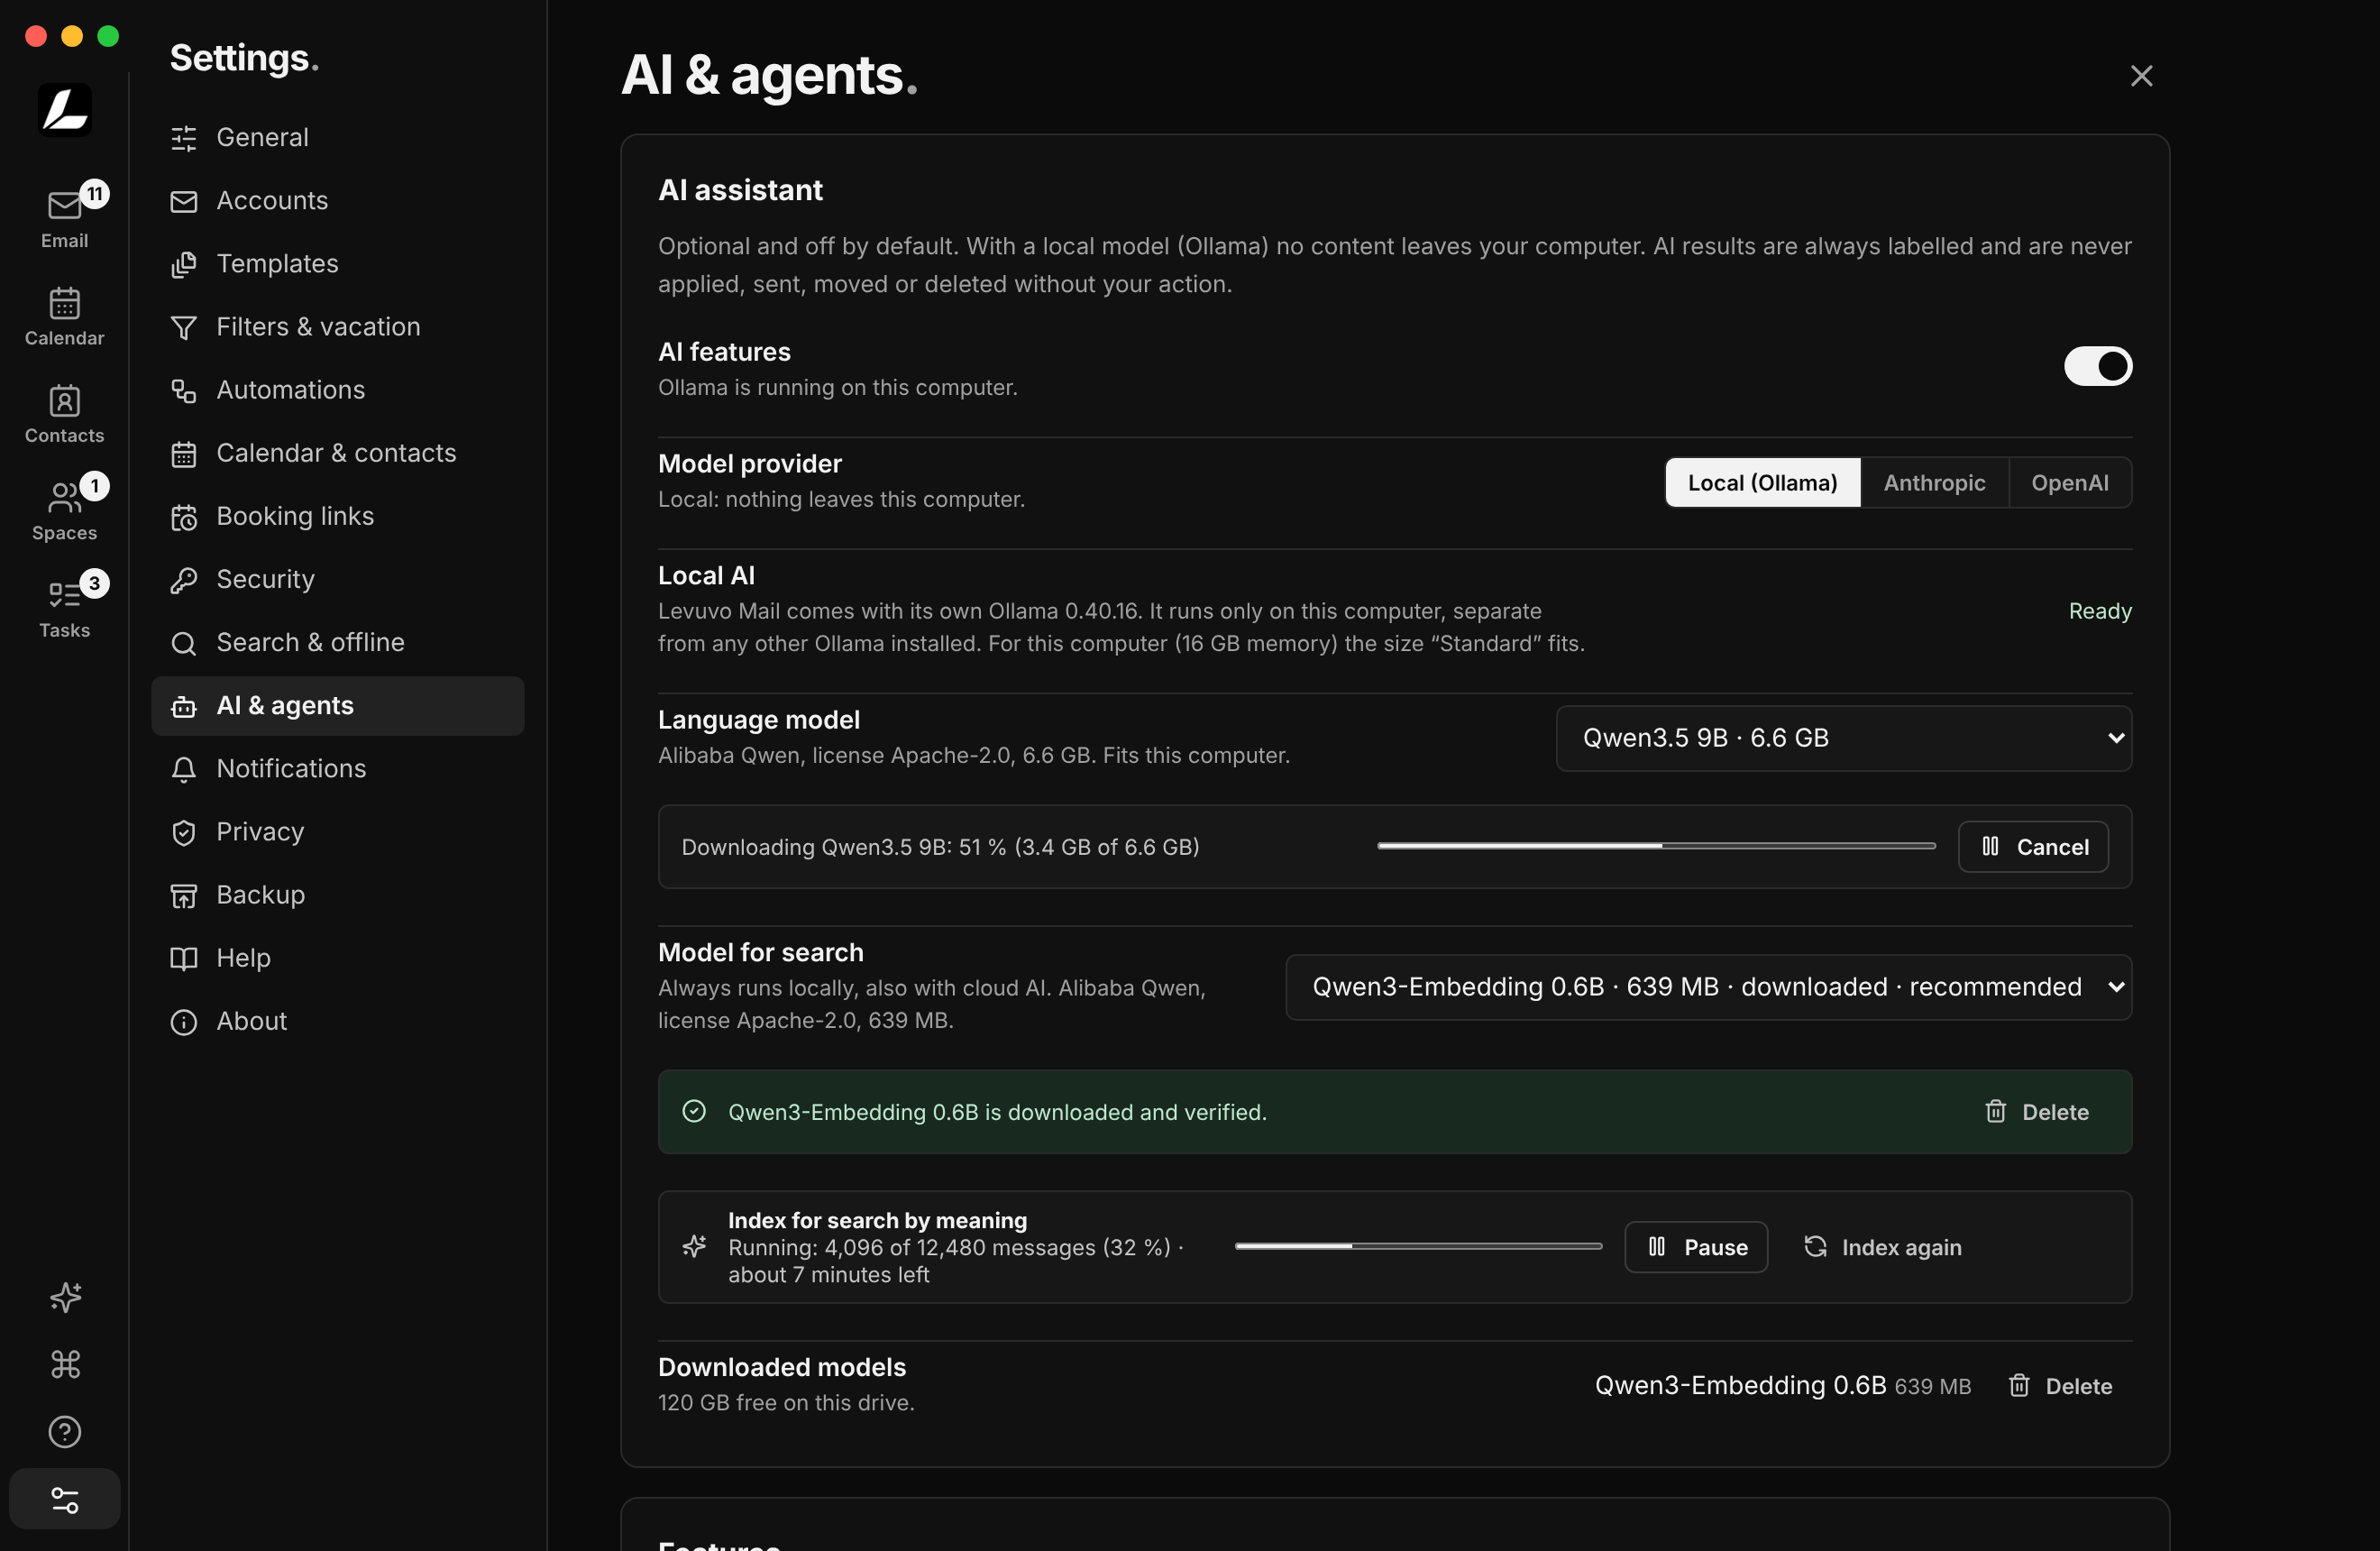 Settings.
11
Email
Calendar
Contacts
1
Spaces
3
Tasks
General
Accounts
Templates
Filters & vacation
Automations
Calendar & contacts
Booking links
Security
Search & offline
AI & agents
Notifications
Privacy
Backup
Help
About
AI & agents.
AI assistant
Optional and off by default. With a local model (Ollama) no content leaves your computer. AI results are always labelled and are never
applied, sent, moved or deleted without your action.
AI features
Ollama is running on this computer.
Model provider
Local: nothing leaves this computer.
Local (Ollama)
Anthropic
OpenAI
Local AI
Levuvo Mail comes with its own Ollama 0.40.16. It runs only on this computer, separate
from any other Ollama installed. For this computer (16 GB memory) the size “Standard” fits.
Ready
Language model
Alibaba Qwen, license Apache-2.0, 6.6 GB. Fits this computer.
Qwen3.5 9B · 6.6 GB
Downloading Qwen3.5 9B: 51 % (3.4 GB of 6.6 GB)
Cancel
Model for search
Always runs locally, also with cloud AI. Alibaba Qwen,
license Apache-2.0, 639 MB.
Qwen3-Embedding 0.6B · 639 MB · downloaded · recommended
Qwen3-Embedding 0.6B is downloaded and verified.
Delete
Index for search by meaning
Running: 4,096 of 12,480 messages (32 %) ·
about 7 minutes left
Pause
Index again
Downloaded models
120 GB free on this drive.
Qwen3-Embedding 0.6B 639 MB
Delete
Features